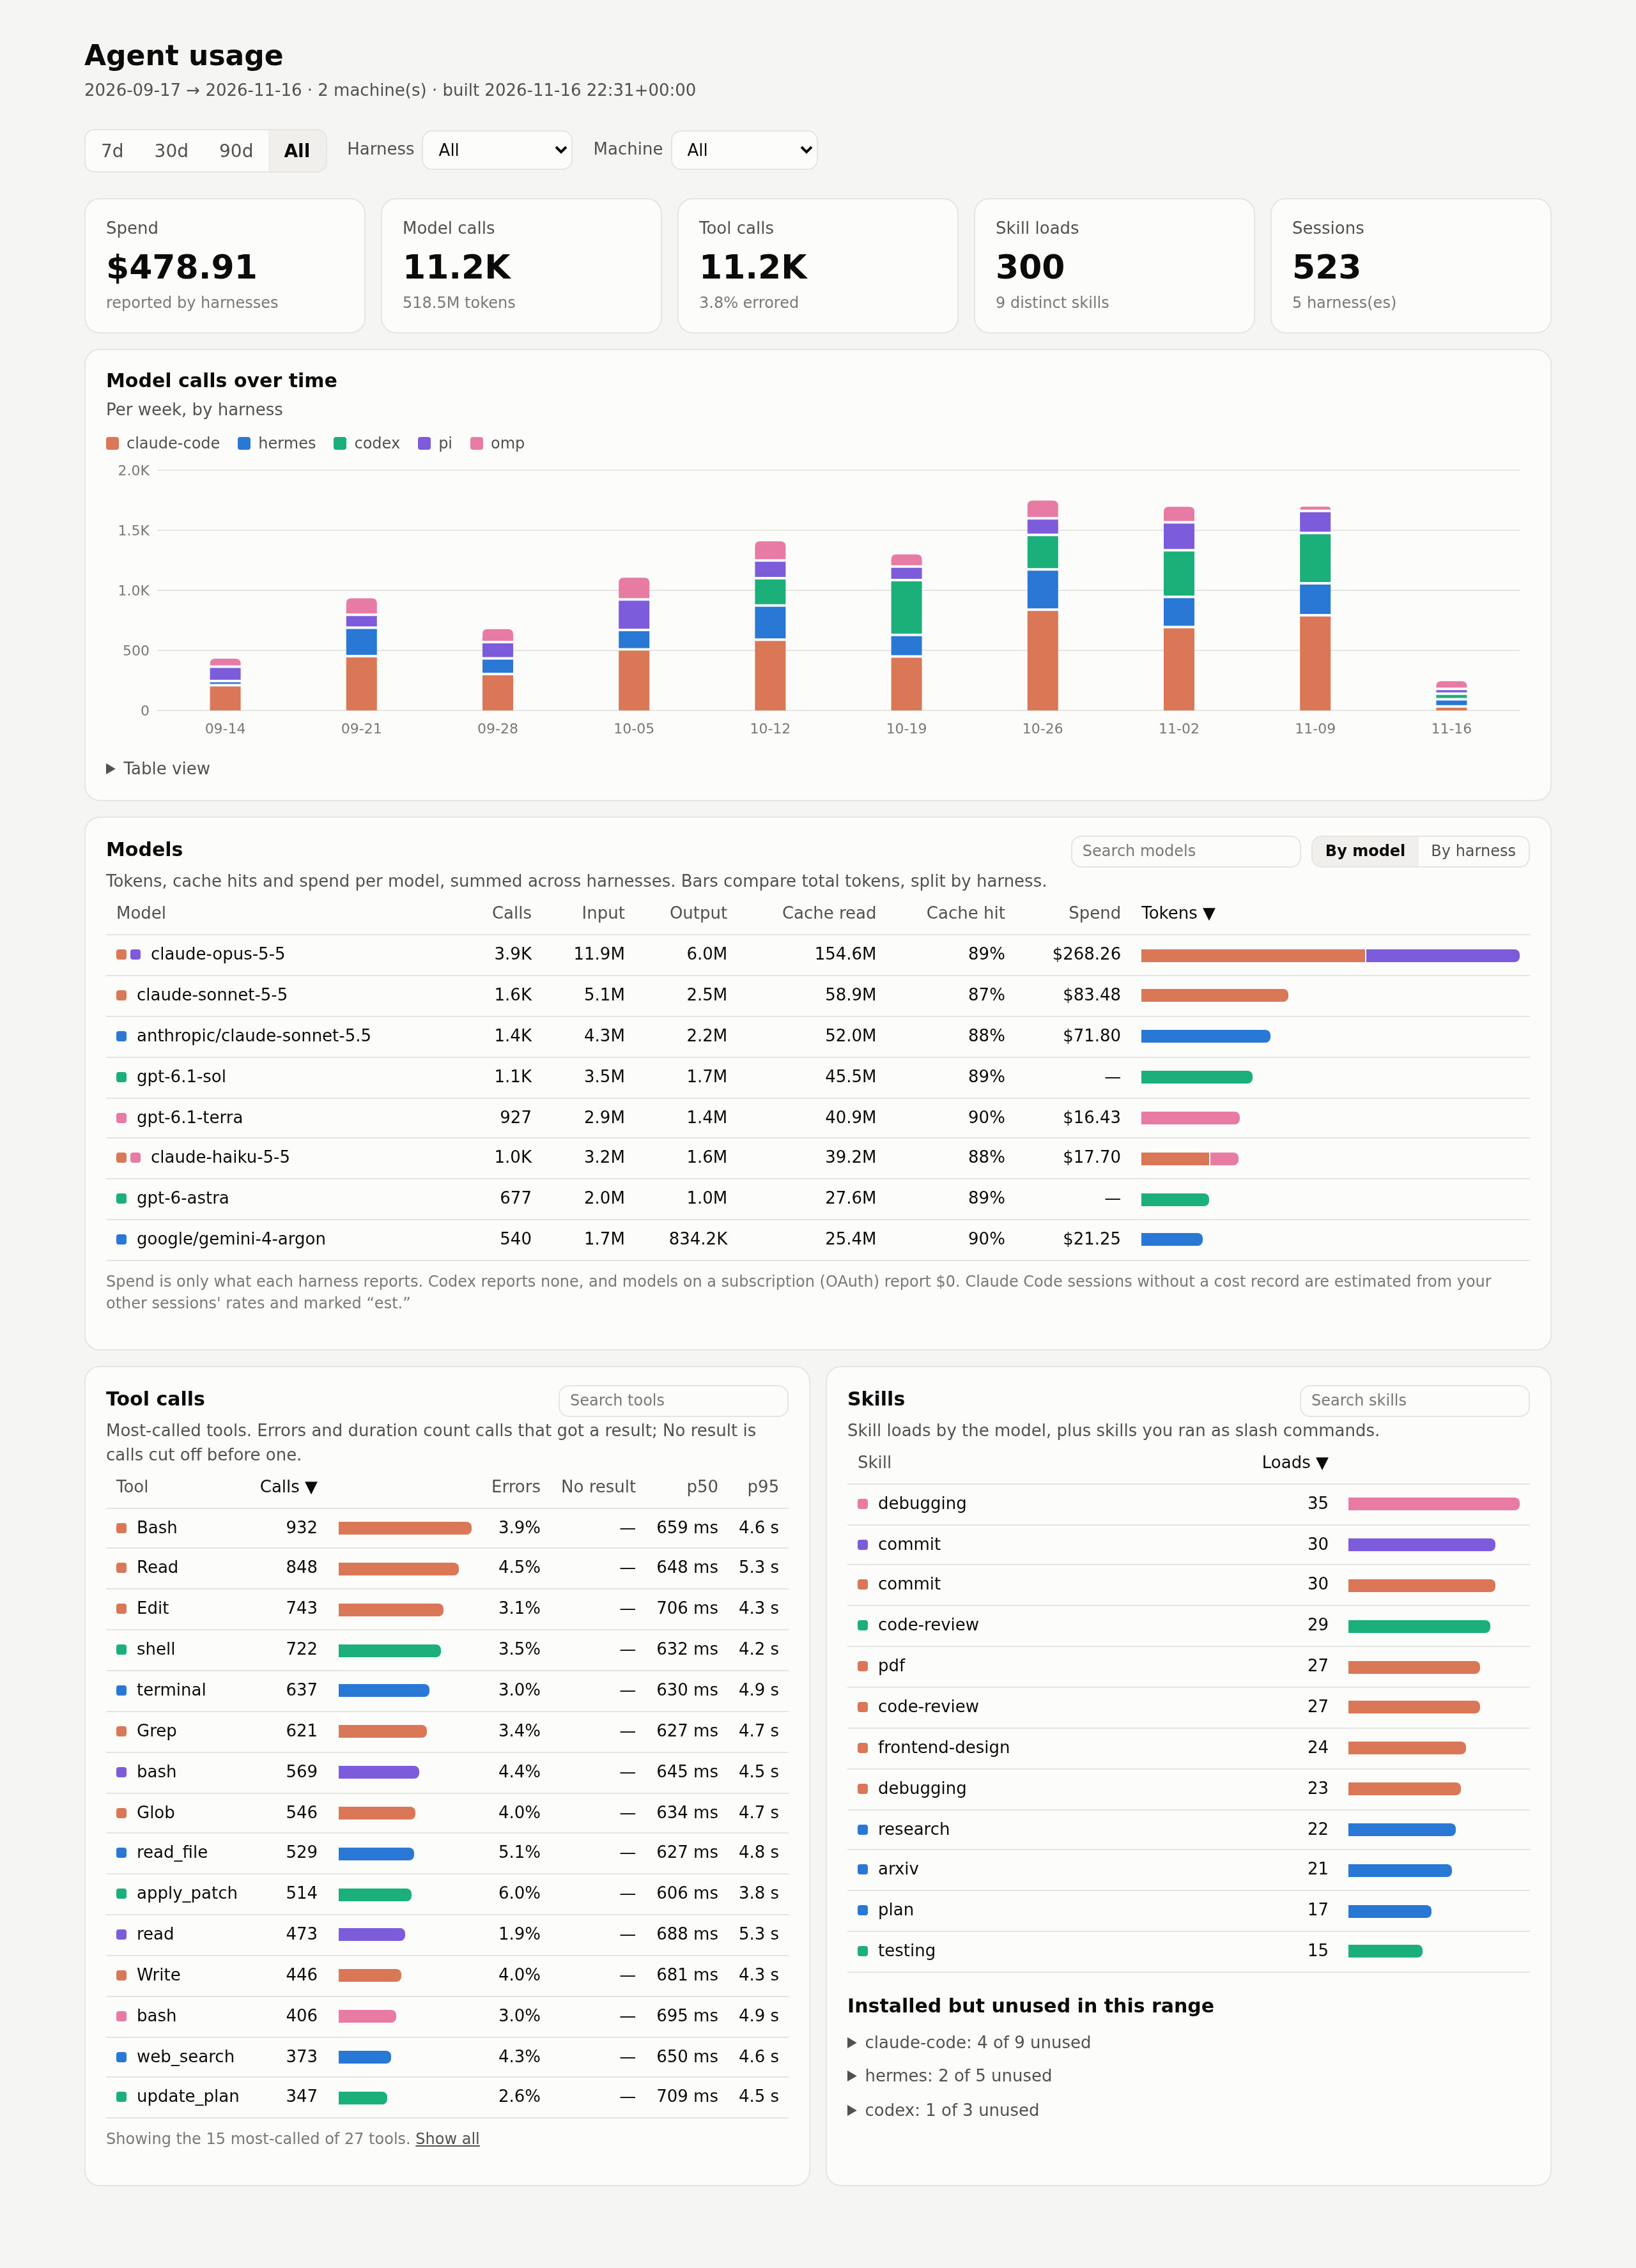 Agent usage
2026-09-17 → 2026-11-16 · 2 machine(s) · built 2026-11-16 22:31+00:00
7d 30d 90d All Harness All Machine All
Spend
$478.91
reported by harnesses
Model calls
11.2K
518.5M tokens
Tool calls
11.2K
3.8% errored
Skill loads
300
9 distinct skills
Sessions
523
5 harness(es)
Model calls over time
Per week, by harness
claude-code hermes codex pi omp
2.0K
1.5K
1.0K
500
0
09-14 09-21 09-28 10-05 10-12 10-19 10-26 11-02 11-09 11-16
▶ Table view
Models
Search models
By model By harness
Tokens, cache hits and spend per model, summed across harnesses. Bars compare total tokens, split by harness.
Model Calls Input Output Cache read Cache hit Spend Tokens ▼
claude-opus-5-5 3.9K 11.9M 6.0M 154.6M 89% $268.26
claude-sonnet-5-5 1.6K 5.1M 2.5M 58.9M 87% $83.48
anthropic/claude-sonnet-5.5 1.4K 4.3M 2.2M 52.0M 88% $71.80
gpt-6.1-sol 1.1K 3.5M 1.7M 45.5M 89% —
gpt-6.1-terra 927 2.9M 1.4M 40.9M 90% $16.43
claude-haiku-5-5 1.0K 3.2M 1.6M 39.2M 88% $17.70
gpt-6-astra 677 2.0M 1.0M 27.6M 89% —
google/gemini-4-argon 540 1.7M 834.2K 25.4M 90% $21.25
Spend is only what each harness reports. Codex reports none, and models on a subscription (OAuth) report $0. Claude Code sessions without a cost record are estimated from your
other sessions' rates and marked “est.”
Tool calls
Search tools
Most-called tools. Errors and duration count calls that got a result; No result is
calls cut off before one.
Tool Calls ▼ Errors No result p50 p95
Bash 932 3.9% — 659 ms 4.6 s
Read 848 4.5% — 648 ms 5.3 s
Edit 743 3.1% — 706 ms 4.3 s
shell 722 3.5% — 632 ms 4.2 s
terminal 637 3.0% — 630 ms 4.9 s
Grep 621 3.4% — 627 ms 4.7 s
bash 569 4.4% — 645 ms 4.5 s
Glob 546 4.0% — 634 ms 4.7 s
read_file 529 5.1% — 627 ms 4.8 s
apply_patch 514 6.0% — 606 ms 3.8 s
read 473 1.9% — 688 ms 5.3 s
Write 446 4.0% — 681 ms 4.3 s
bash 406 3.0% — 695 ms 4.9 s
web_search 373 4.3% — 650 ms 4.6 s
update_plan 347 2.6% — 709 ms 4.5 s
Showing the 15 most-called of 27 tools. Show all
Skills
Search skills
Skill loads by the model, plus skills you ran as slash commands.
Skill Loads ▼
debugging 35
commit 30
commit 30
code-review 29
pdf 27
code-review 27
frontend-design 24
debugging 23
research 22
arxiv 21
plan 17
testing 15
Installed but unused in this range
▶ claude-code: 4 of 9 unused
▶ hermes: 2 of 5 unused
▶ codex: 1 of 3 unused